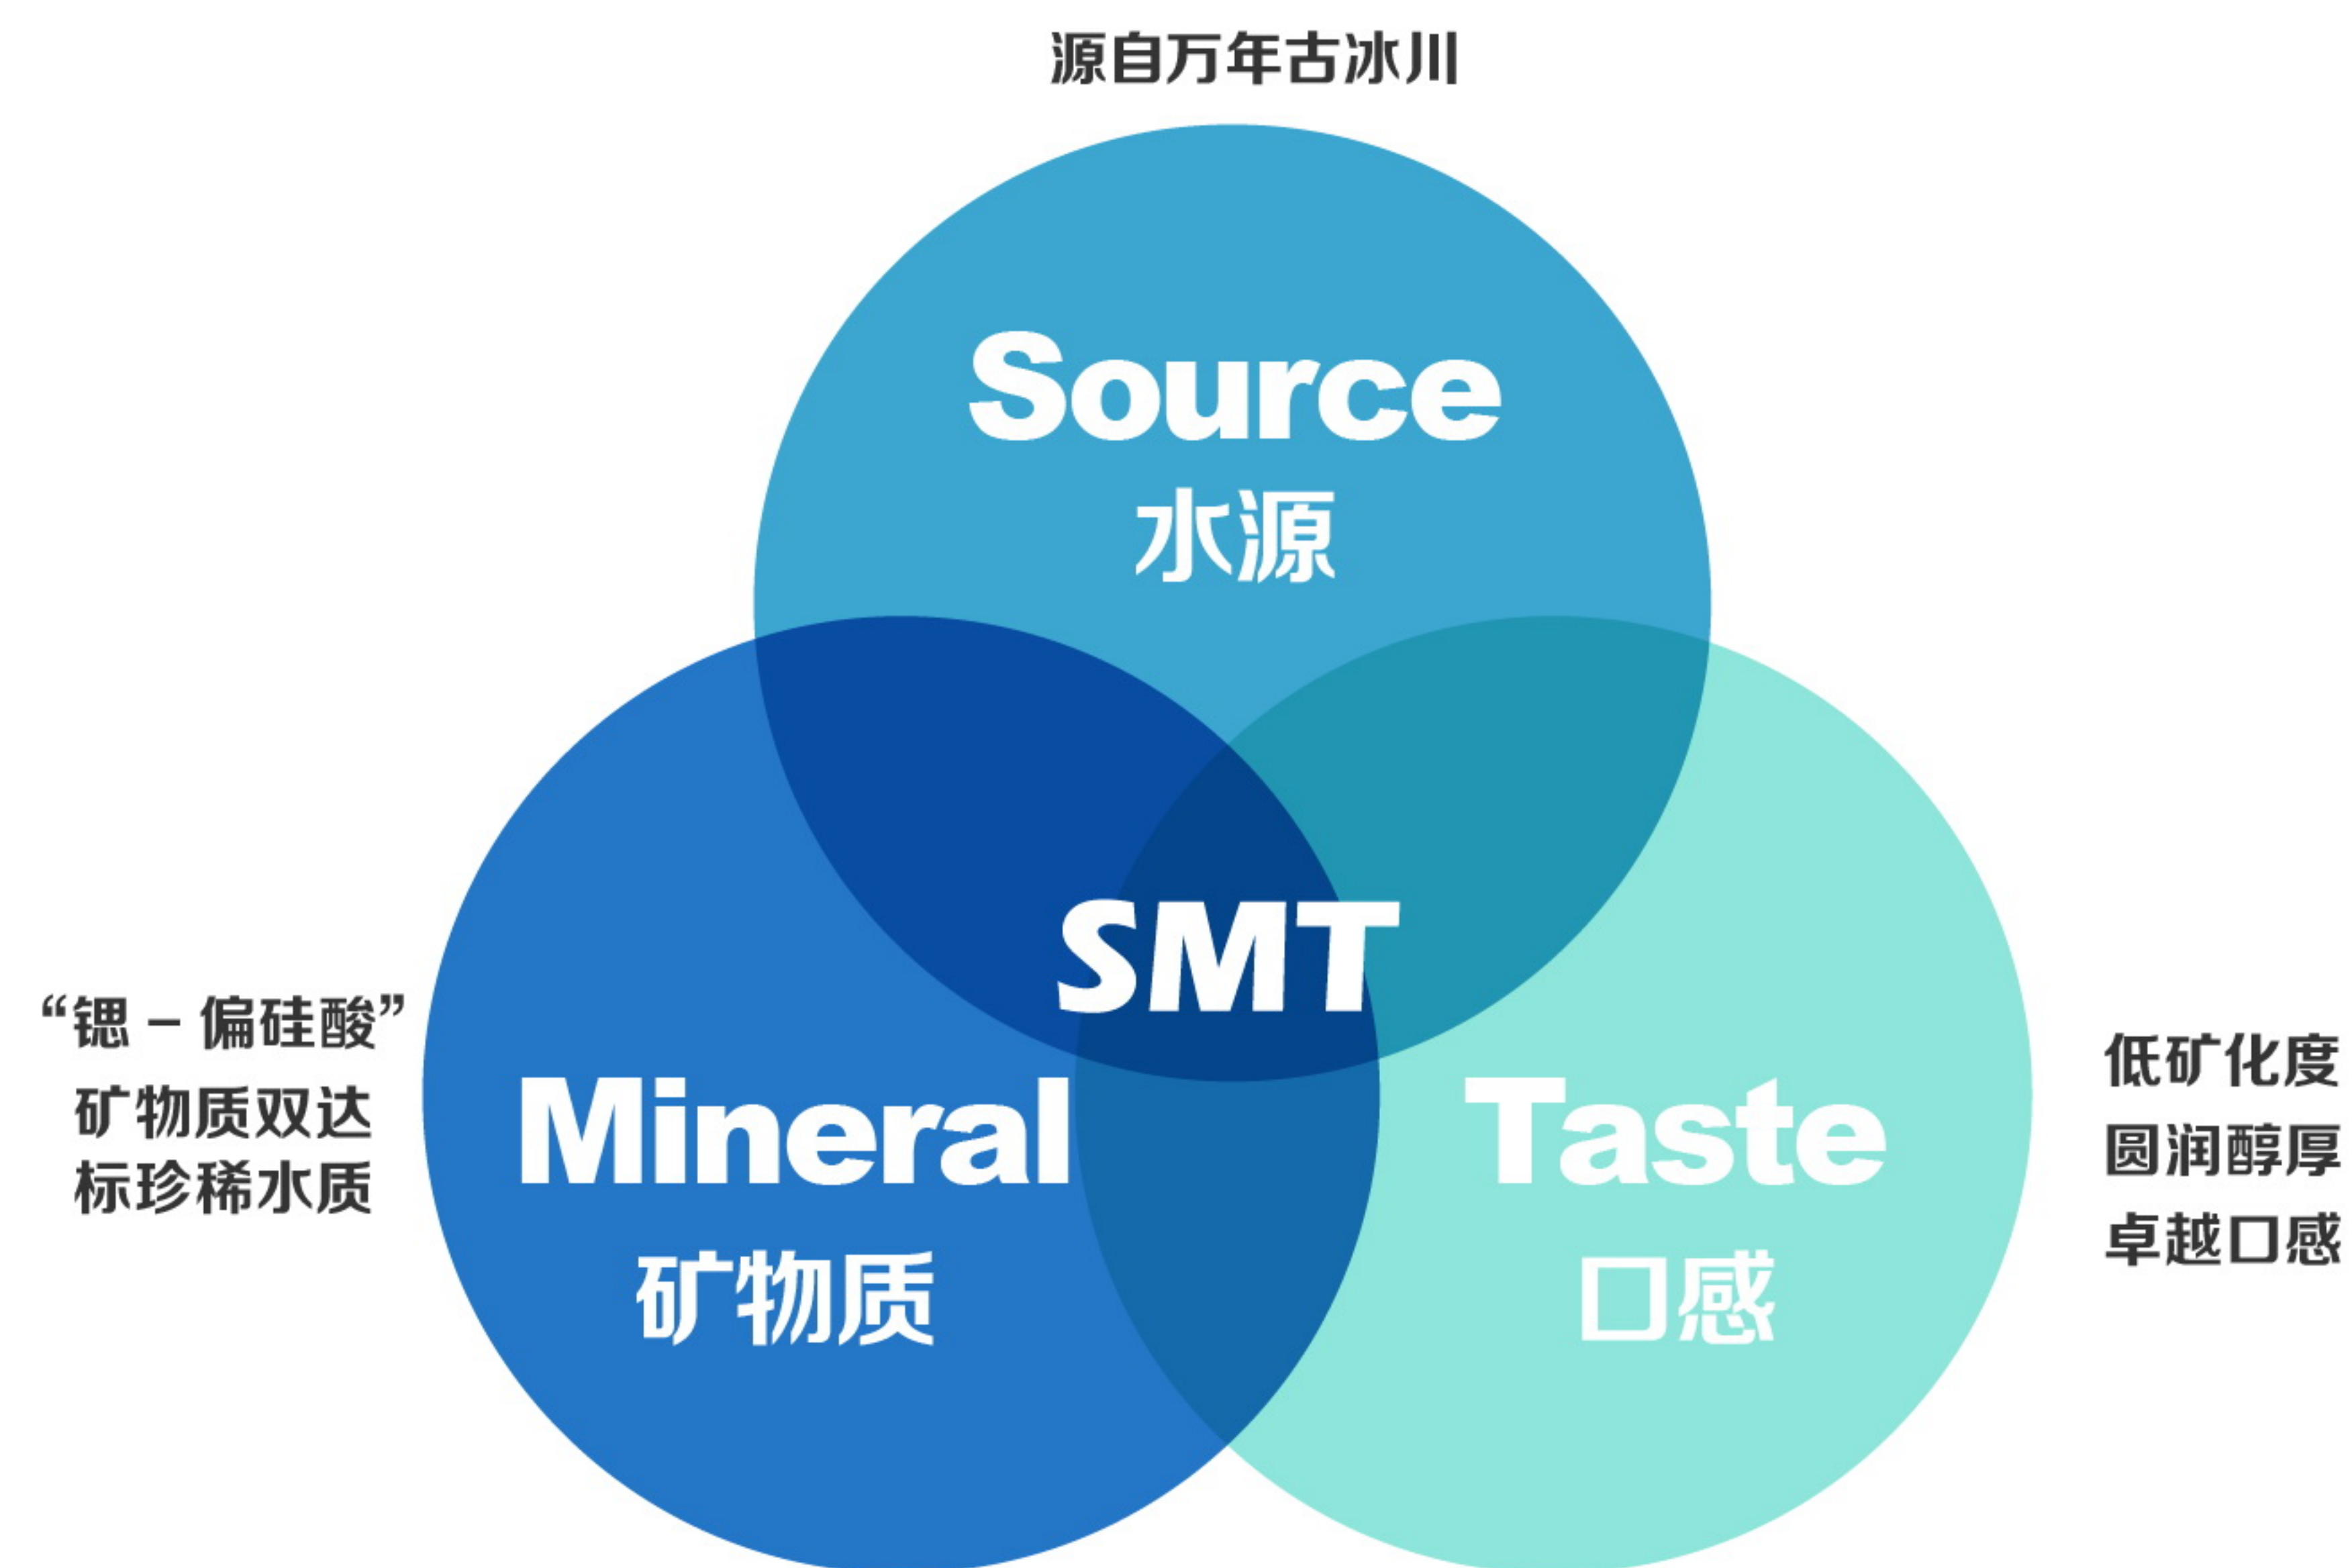 源自万年古冰川
Source
水源
SMT
“锶 – 偏硅酸”
矿物质双达
标珍稀水质
Mineral
矿物质
Taste
口感
低矿化度
圆润醇厚
卓越口感